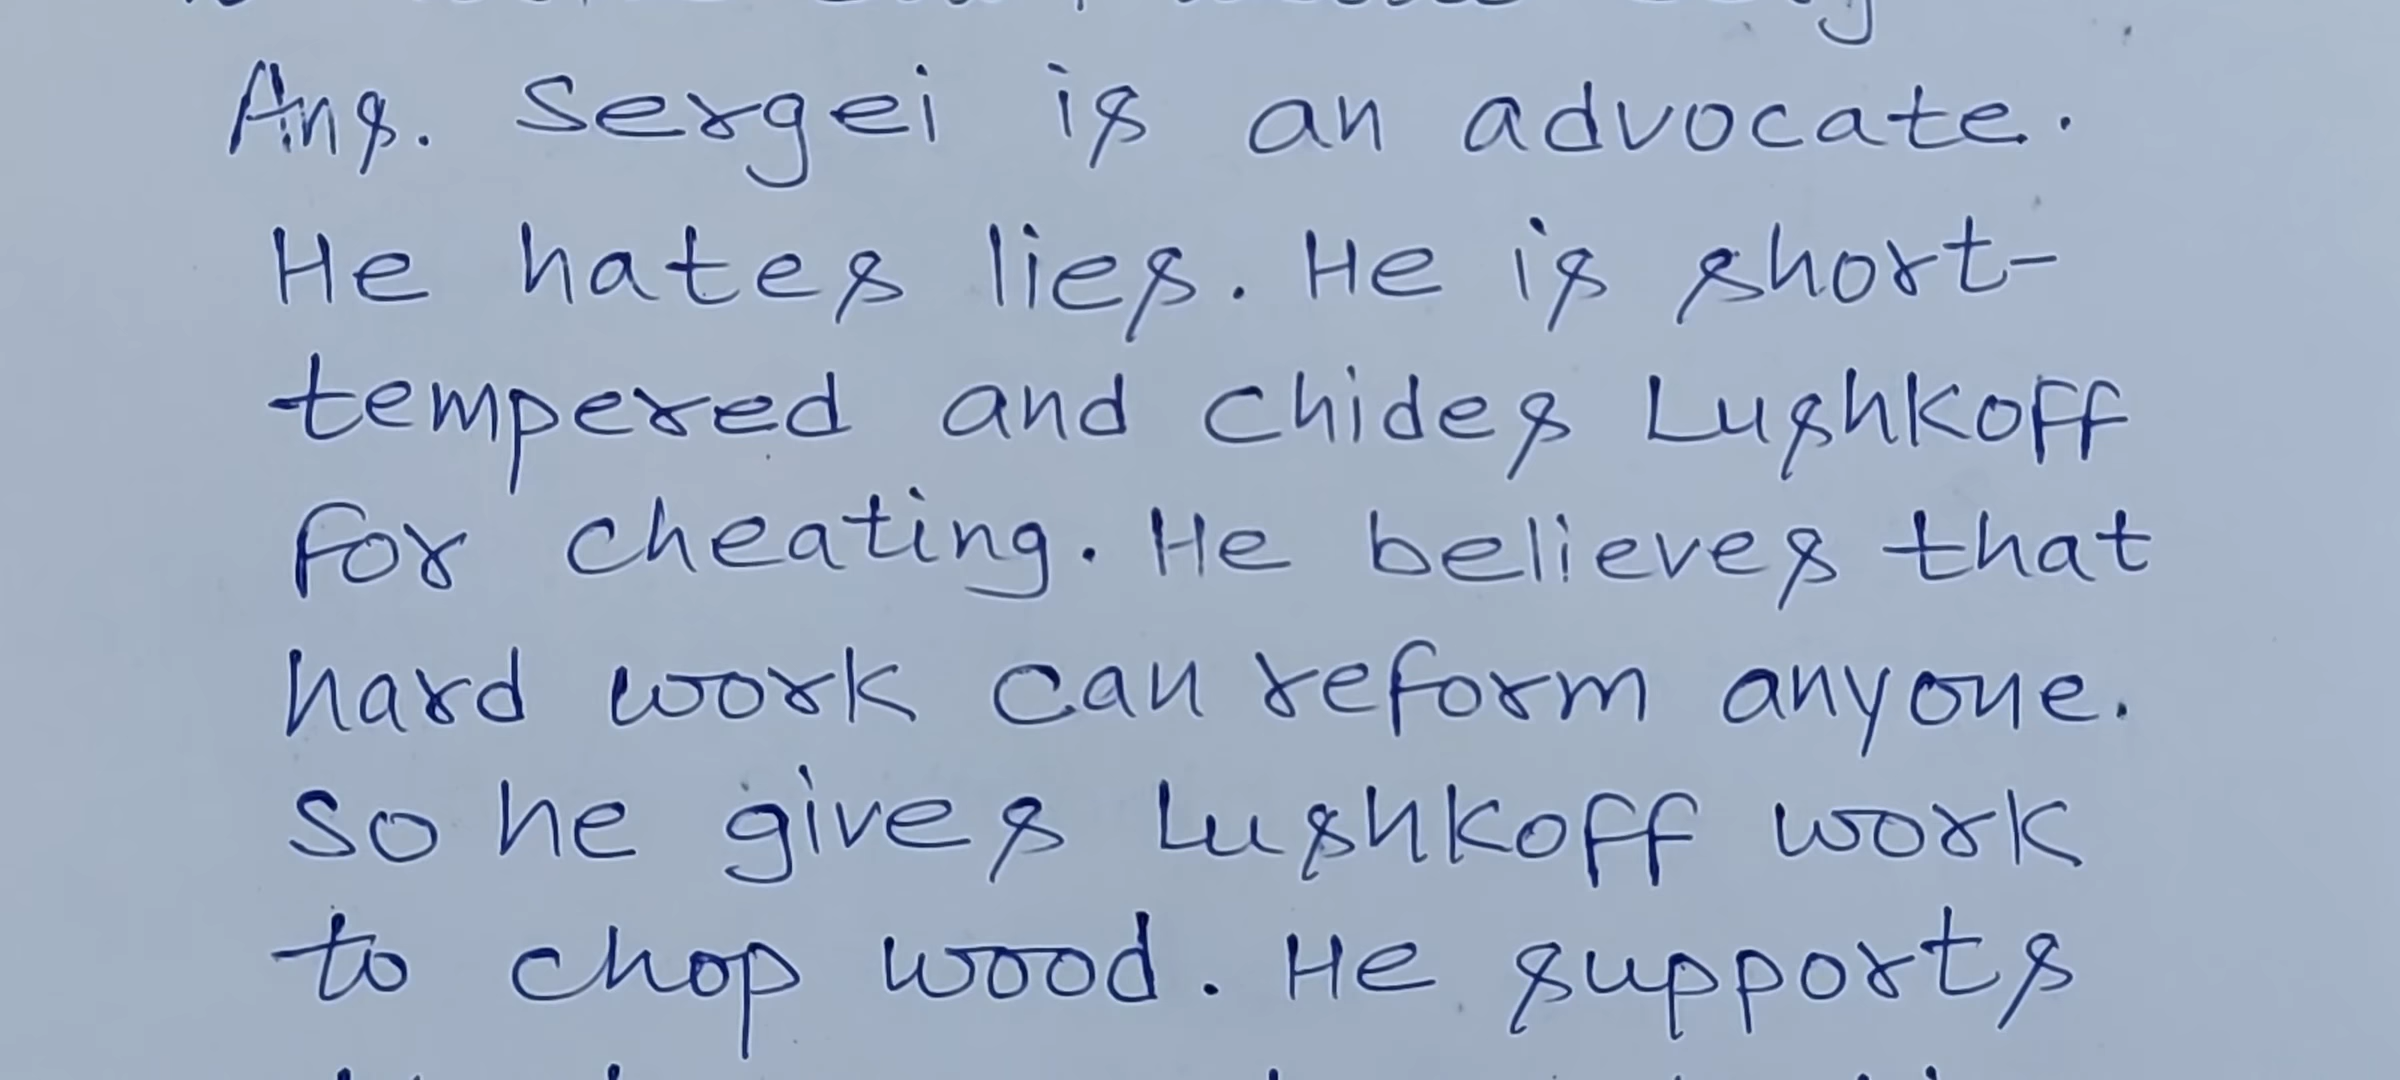 Ans. Sergei is an advocate.
He hates lies. He is short-
tempered and chides Lushkoff
for cheating. He believes that
hard work can reform anyone.
So he gives Lushkoff work
to chop wood. He supports